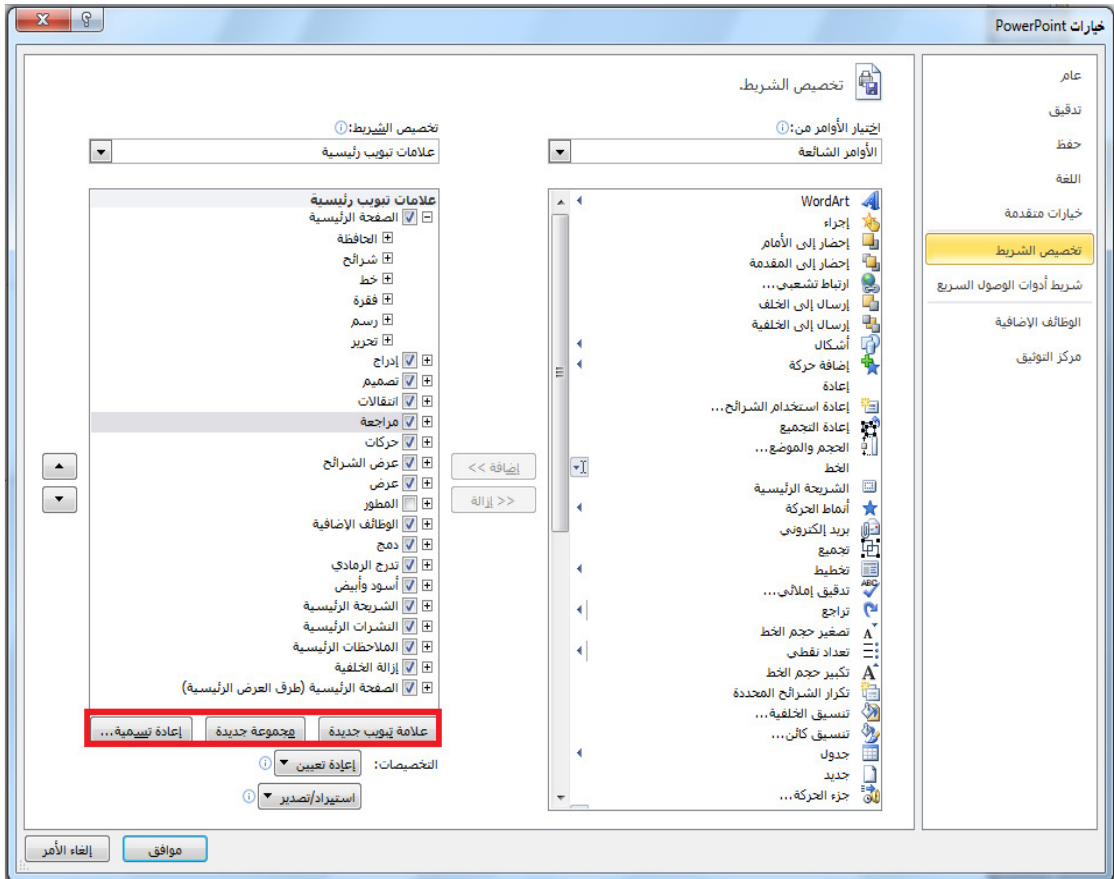 خيارات PowerPoint
عام
تدقيق
حفظ
اللغة
خيارات متقدمة
تخصيص الشريط
شريط أدوات الوصول السريع
الوظائف الإضافية
مركز التوثيق
تخصيص الشريط.
اختيار الأوامر من:
الأوامر الشائعة
WordArt
إجراء
إحضار إلى الأمام
إحضار إلى المقدمة
ارتباط تشعبي...
إرسال إلى الخلف
إرسال إلى الخلفية
أشكال
إضافة حركة
إعادة
إعادة استخدام الشرائح...
إعادة التجميع
الحجم والموضع...
الخط
الشريحة الرئيسية
أنماط الحركة
بريد إلكتروني
تجميع
تخطيط
تدقيق إملائي...
تراجع
تصغير حجم الخط
تعداد نقطي
تكبير حجم الخط
تكرار الشرائح المحددة
تنسيق الخلفية...
تنسيق كائن...
جدول
جديد
جزء الحركة...
إضافة >>
<< إزالة
تخصيص الشريط:
علامات تبويب رئيسية
علامات تبويب رئيسية
الصفحة الرئيسية
الحافظة
شرائح
خط
فقرة
رسم
تحرير
إدراج
تصميم
انتقالات
مراجعة
حركات
عرض الشرائح
عرض
المطور
الوظائف الإضافية
دمج
تدرج الرمادي
أسود وأبيض
الشريحة الرئيسية
النشرات الرئيسية
الملاحظات الرئيسية
إزالة الخلفية
الصفحة الرئيسية (طرق العرض الرئيسية)
علامة تبويب جديدة مجموعة جديدة إعادة تسمية...
التخصيصات: إعادة تعيين
استيراد/تصدير
موافق إلغاء الأمر